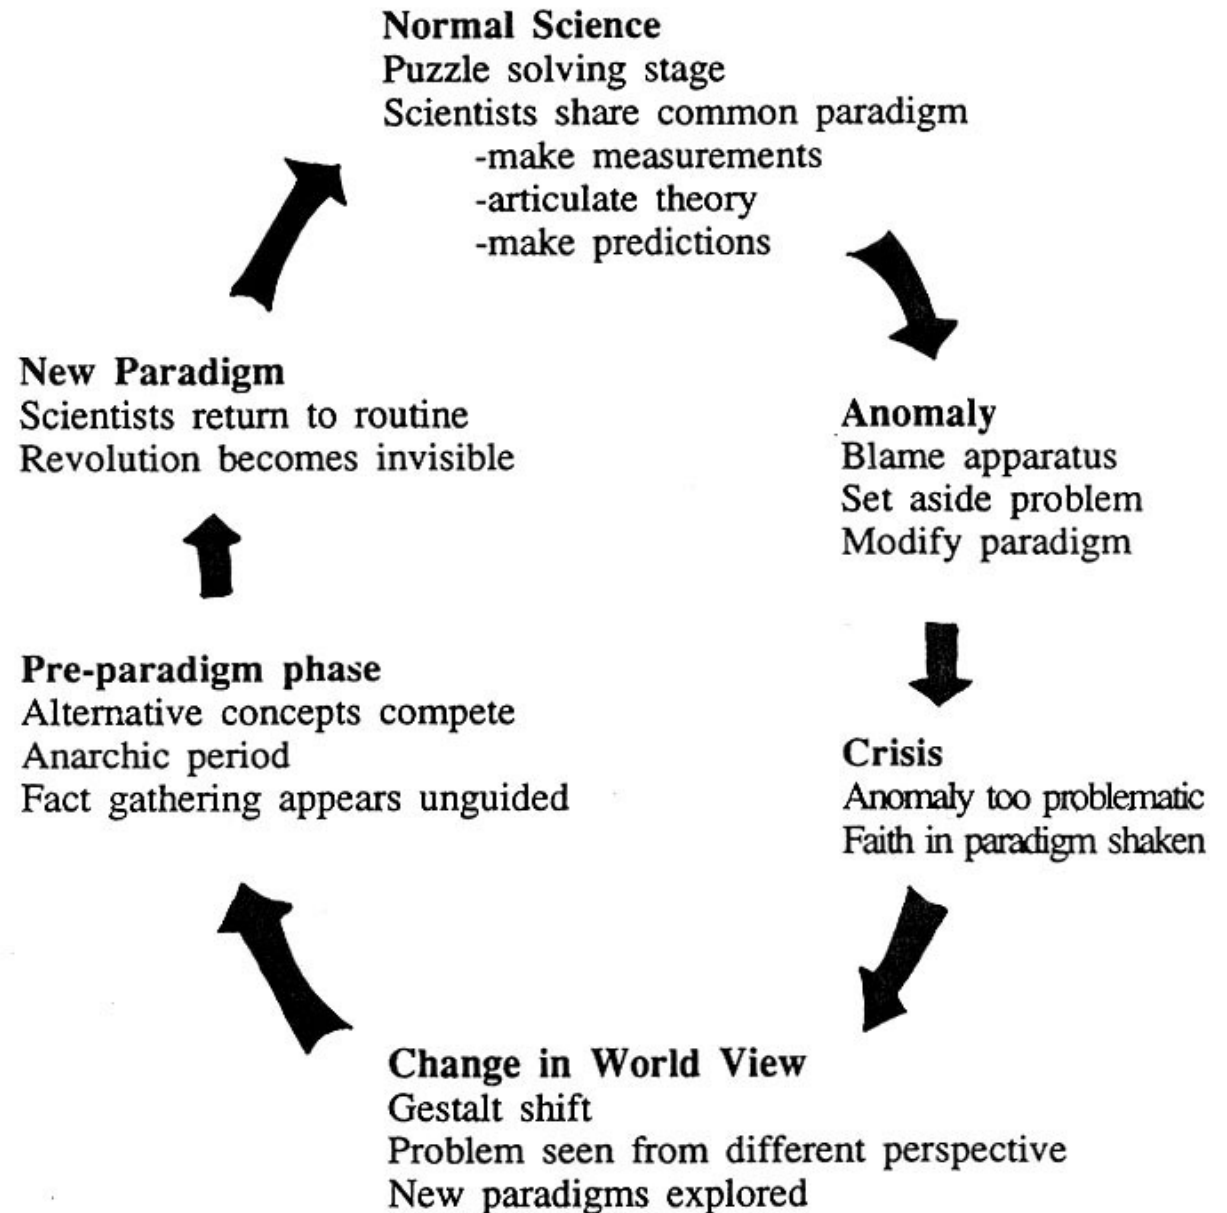 Normal Science
Puzzle solving stage
Scientists share common paradigm
-make measurements
-articulate theory
-make predictions
Anomaly
Blame apparatus
Set aside problem
Modify paradigm
Crisis
Anomaly too problematic
Faith in paradigm shaken
Change in World View
Gestalt shift
Problem seen from different perspective
New paradigms explored
Pre-paradigm phase
Alternative concepts compete
Anarchic period
Fact gathering appears unguided
New Paradigm
Scientists return to routine
Revolution becomes invisible